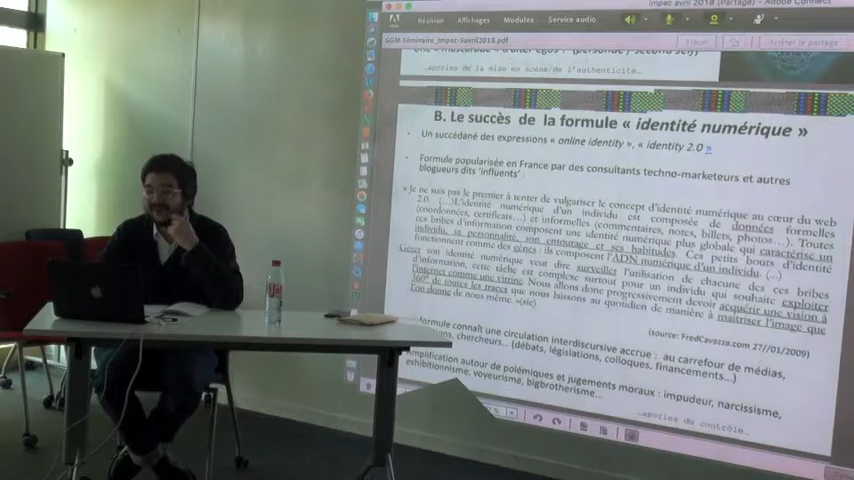 impec avril 2018 (Partage) - Adobe Connect
Réunion Affichages Modules Service audio
GGM-Séminaire_Impec-5avril2018.pdf
Arrêter le partage
…apories de la mise en scène/de l'authenticité…
B. Le succès de la formule « identité numérique »
• Un succédané des expressions « online identity », « identity 2.0 »
• Formule popularisée en France par des consultants techno-marketeurs et autres
blogueurs dits 'influents'
« Je ne suis pas le premier à tenter de vulgariser le concept d'identité numérique au cœur du web
2.0. (…)L'identité numérique d'un individu est composée de données formelles
(coordonnées, certificats…) et informelles (commentaires, notes, billets, photos…). Toutes
ces bribes d'information composent une identité numérique plus globale qui caractérise un
individu, sa personnalité, son entourage et ses habitudes. Ces petits bouts d'identité
fonctionnent comme des gènes : ils composent l'ADN numérique d'un individu. (…)
Gérer son identité numérique veut dire surveiller l'utilisation de chacune des ces bribes
d'information, cette tâche est complexe surtout pour un individu qui souhaite exploiter
l'internet comme une vitrine. Nous allons donc progressivement devoir acquérir une vision à
360° de toutes les traces que nous laissons au quotidien de manière à maîtriser l'image que
l'on donne de nous même. »(sic)
(source : FredCavazza.com 27//01/2009)
formule connaît une circulation interdiscursive accrue : au carrefour de médias,
chercheurs… (débats, législations, colloques, financements…)
Amplification autour de polémiques et jugements moraux : impudeur, narcissisme,
exhibitionnisme, voyeurisme, bigbrotherisme…
…apories du contrôle…